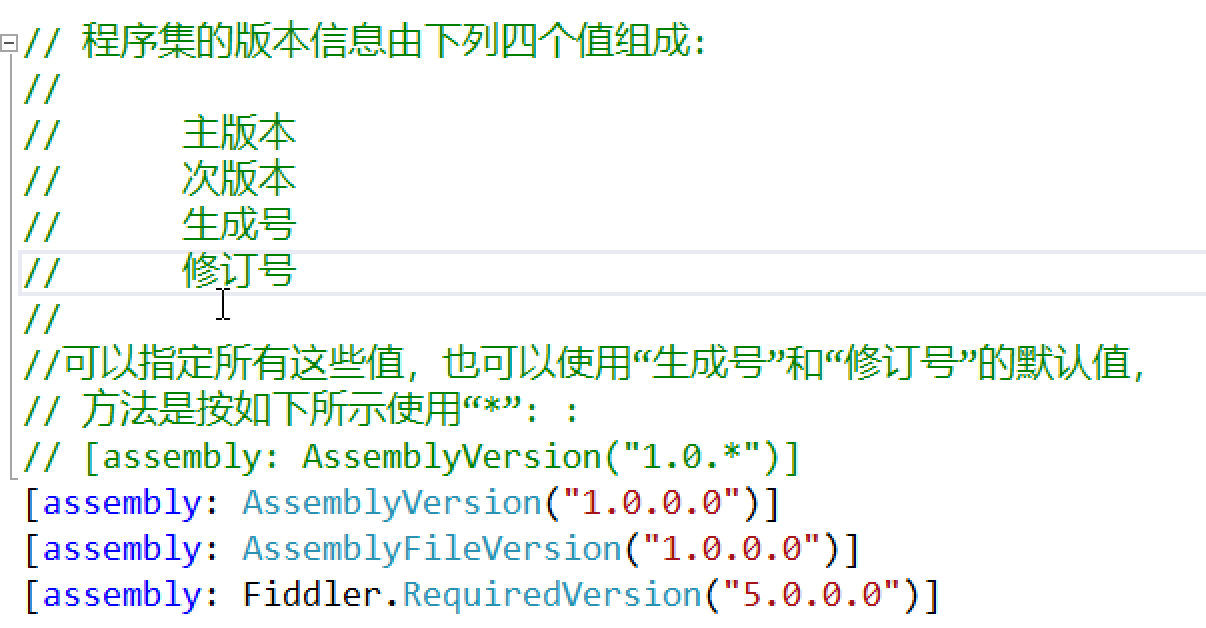 // 程序集的版本信息由下列四个值组成:
//
//      主版本
//      次版本
//      生成号
//      修订号
//
//可以指定所有这些值，也可以使用“生成号”和“修订号”的默认值，
// 方法是按如下所示使用“*”: :
// [assembly: AssemblyVersion("1.0.*")]
[assembly: AssemblyVersion("1.0.0.0")]
[assembly: AssemblyFileVersion("1.0.0.0")]
[assembly: Fiddler.RequiredVersion("5.0.0.0")]